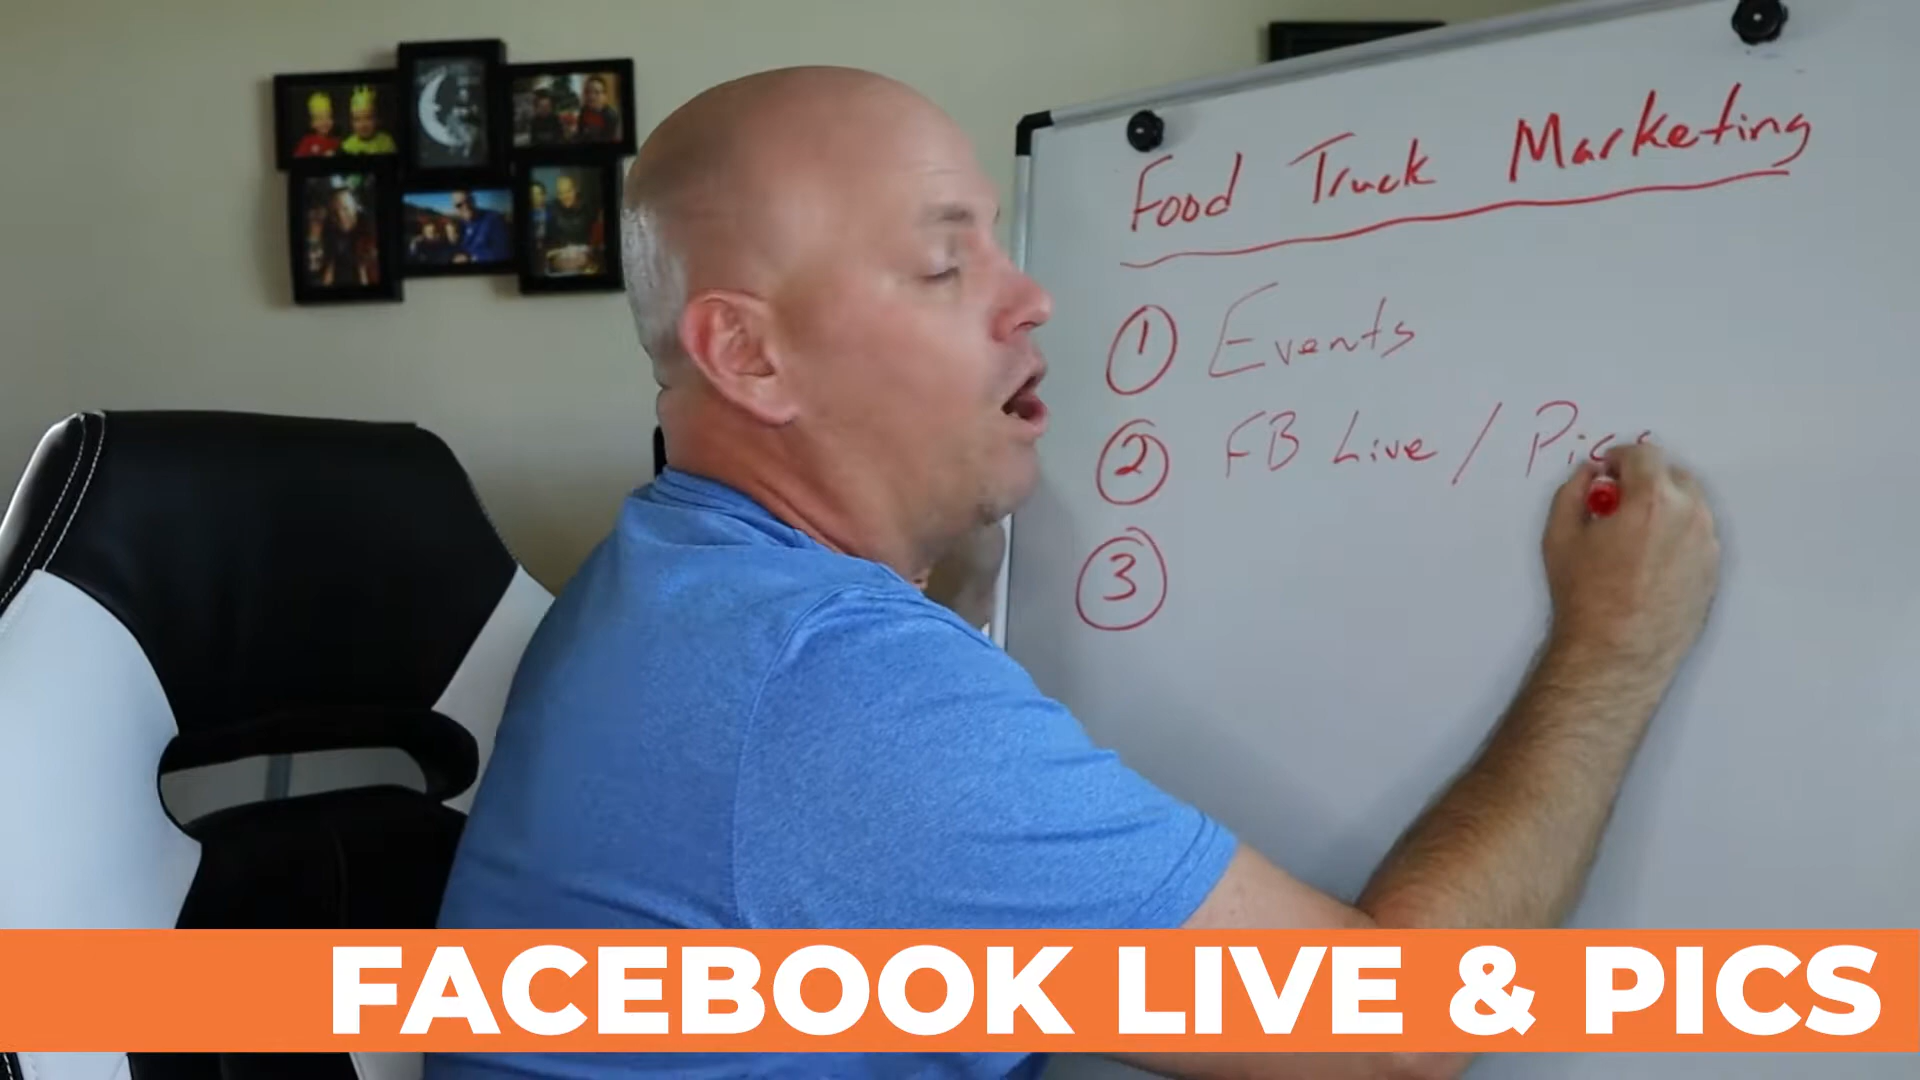 Food Truck Marketing
1 Events
2 FB Live / Pics
3
FACEBOOK LIVE & PICS